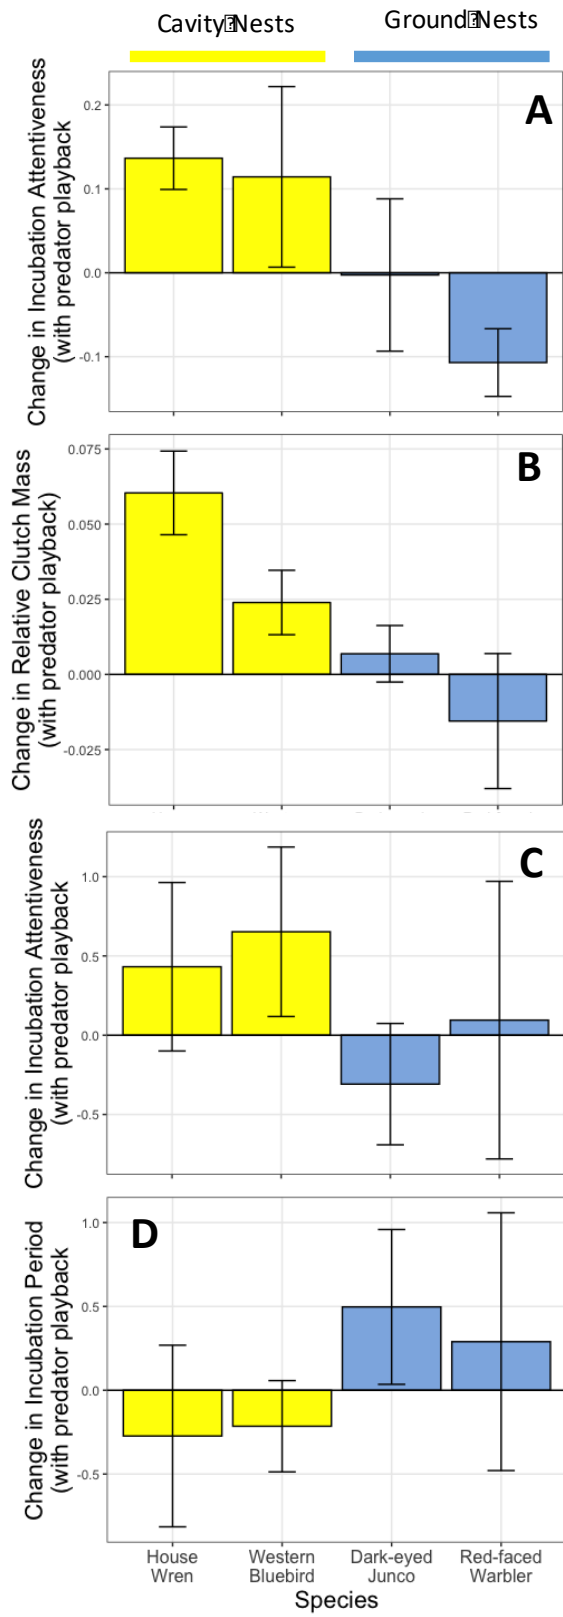 Cavity Nests
Ground Nests
A
Change in Incubation Attentiveness
(with predator playback
0.2
0.1
0.0
-0.1
B
Change in Relative Clutch Mass
(with predator playback)
0.075
0.050
0.025
0.000
-0.025
C
Change in Incubation Attentiveness
(with predator playback
1.0
0.5
0.0
-0.5
D
Change in Incubation Period
(with predator playback
1.0
0.5
0.0
-0.5
House
Wren
Western
Bluebird
Dark-eyed
Junco
Red-faced
Warbler
Species